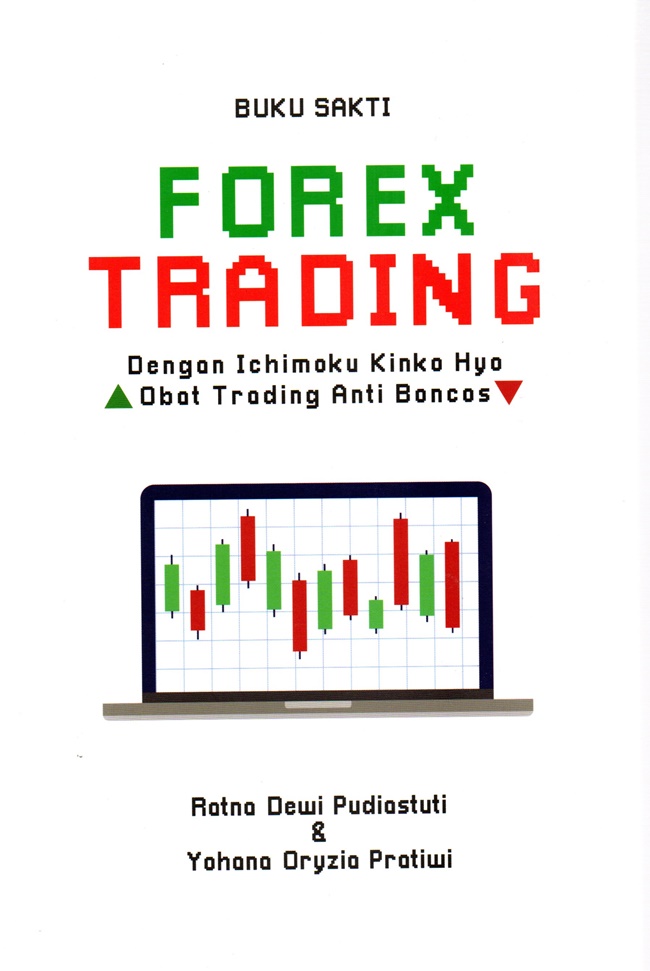 BUKU SAKTI
FOREX
TRADING
Dengan Ichimoku Kinko Hyo
Obat Trading Anti Boncos
Ratna Dewi Pudiastuti
&
Yohana Oryzia Pratiwi